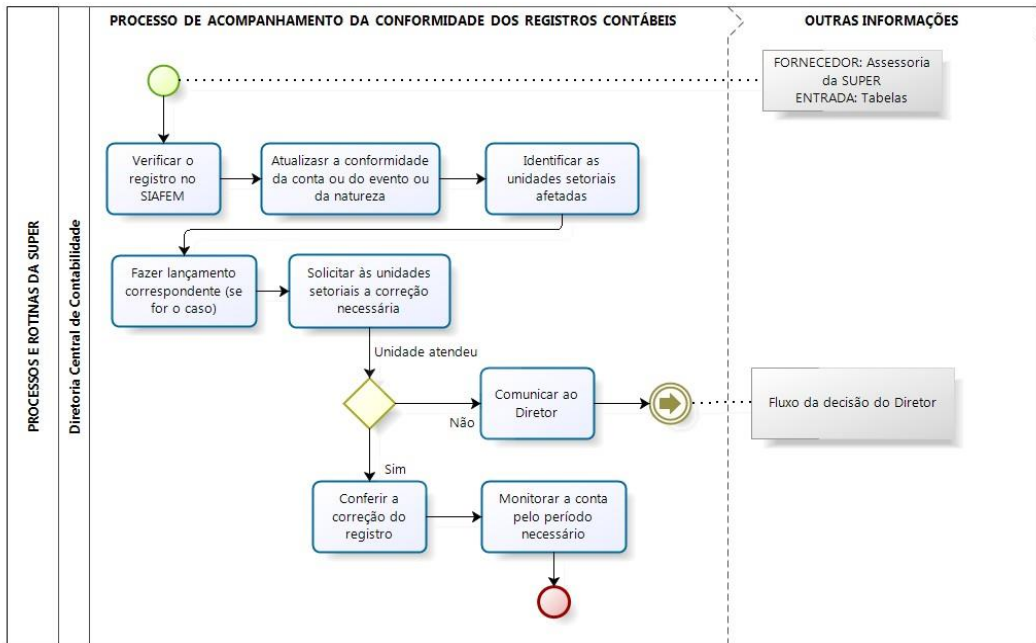 PROCESSO DE ACOMPANHAMENTO DA CONFORMIDADE DOS REGISTROS CONTÁBEIS
OUTRAS INFORMAÇÕES
PROCESSOS E ROTINAS DA SUPER
Diretoria Central de Contabilidade
FORNECEDOR: Assessoria
da SUPER
ENTRADA: Tabelas
Verificar o
registro no
SIAFEM
Atualizasr a conformidade
da conta ou do evento ou
da natureza
Identificar as
unidades setoriais
afetadas
Fazer lançamento
correspondente (se
for o caso)
Solicitar às unidades
setoriais a correção
necessária
Unidade atendeu
Não
Comunicar ao
Diretor
Fluxo da decisão do Diretor
Sim
Conferir a
correção do
registro
Monitorar a conta
pelo período
necessário